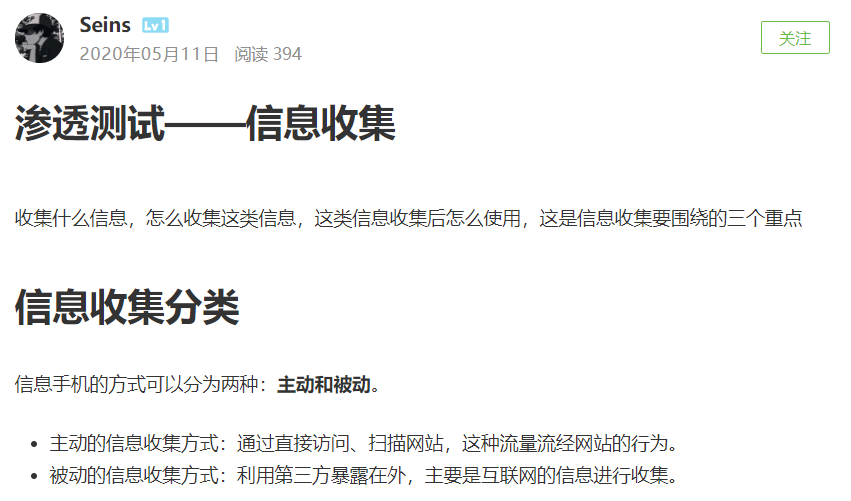 Seins Lv1
2020年05月11日 阅读 394
关注
渗透测试——信息收集
收集什么信息，怎么收集这类信息，这类信息收集后怎么使用，这是信息收集要围绕的三个重点
信息收集分类
信息手机的方式可以分为两种：主动和被动。
• 主动的信息收集方式：通过直接访问、扫描网站，这种流量流经网站的行为。
• 被动的信息收集方式：利用第三方暴露在外，主要是互联网的信息进行收集。